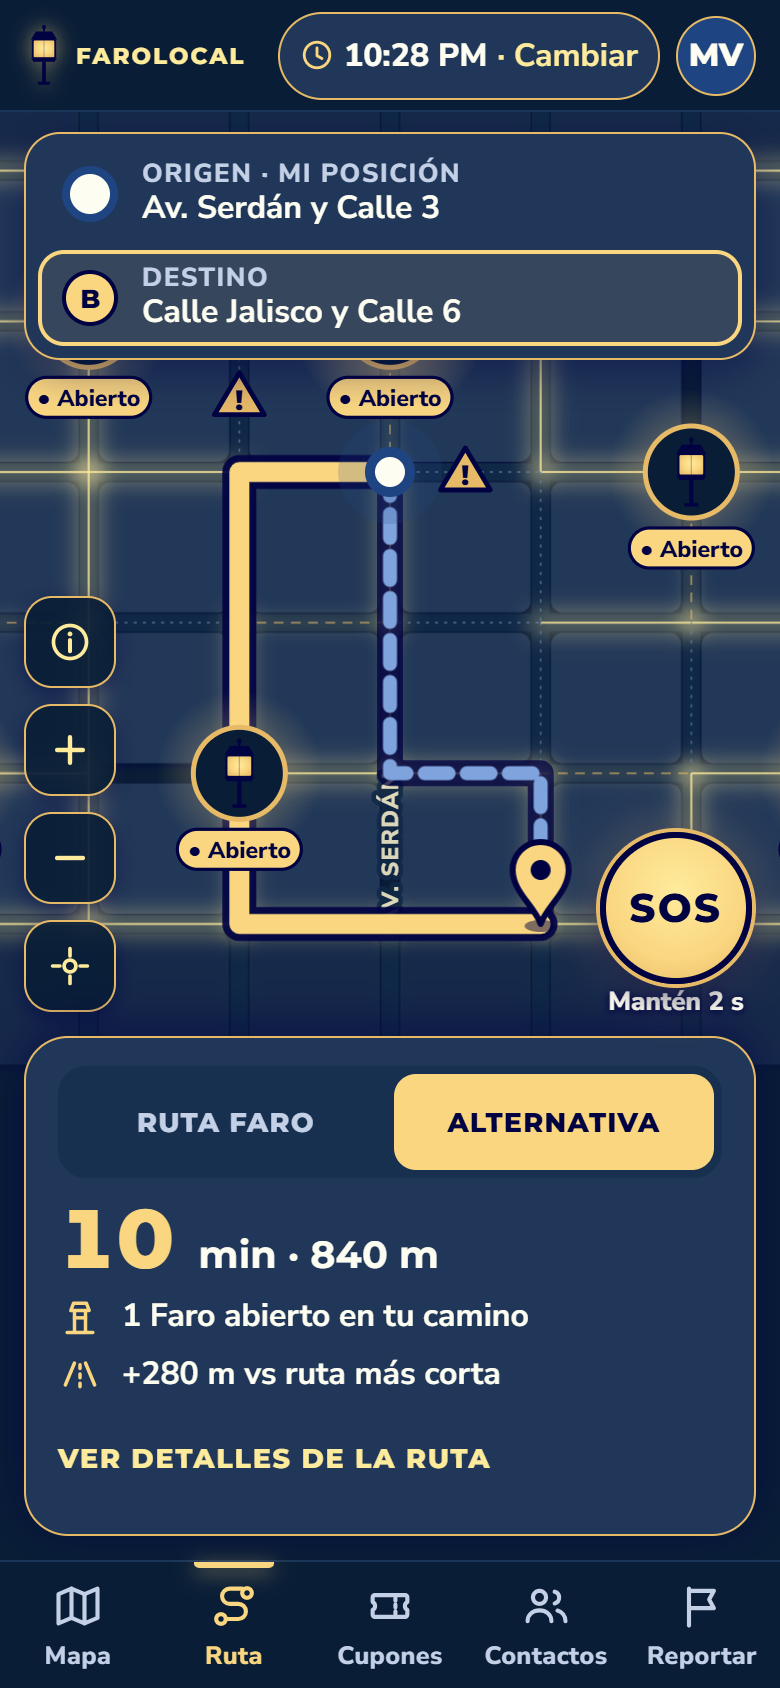 FAROLOCAL
10:28 PM · Cambiar
MV
ORIGEN · MI POSICIÓN
Av. Serdán y Calle 3
B
DESTINO
Calle Jalisco y Calle 6
• Abierto
!
• Abierto
!
• Abierto
• Abierto
V. SERDÁN
SOS
Mantén 2 s
RUTA FARO
ALTERNATIVA
10 min · 840 m
1 Faro abierto en tu camino
+280 m vs ruta más corta
VER DETALLES DE LA RUTA
Mapa
Ruta
Cupones
Contactos
Reportar